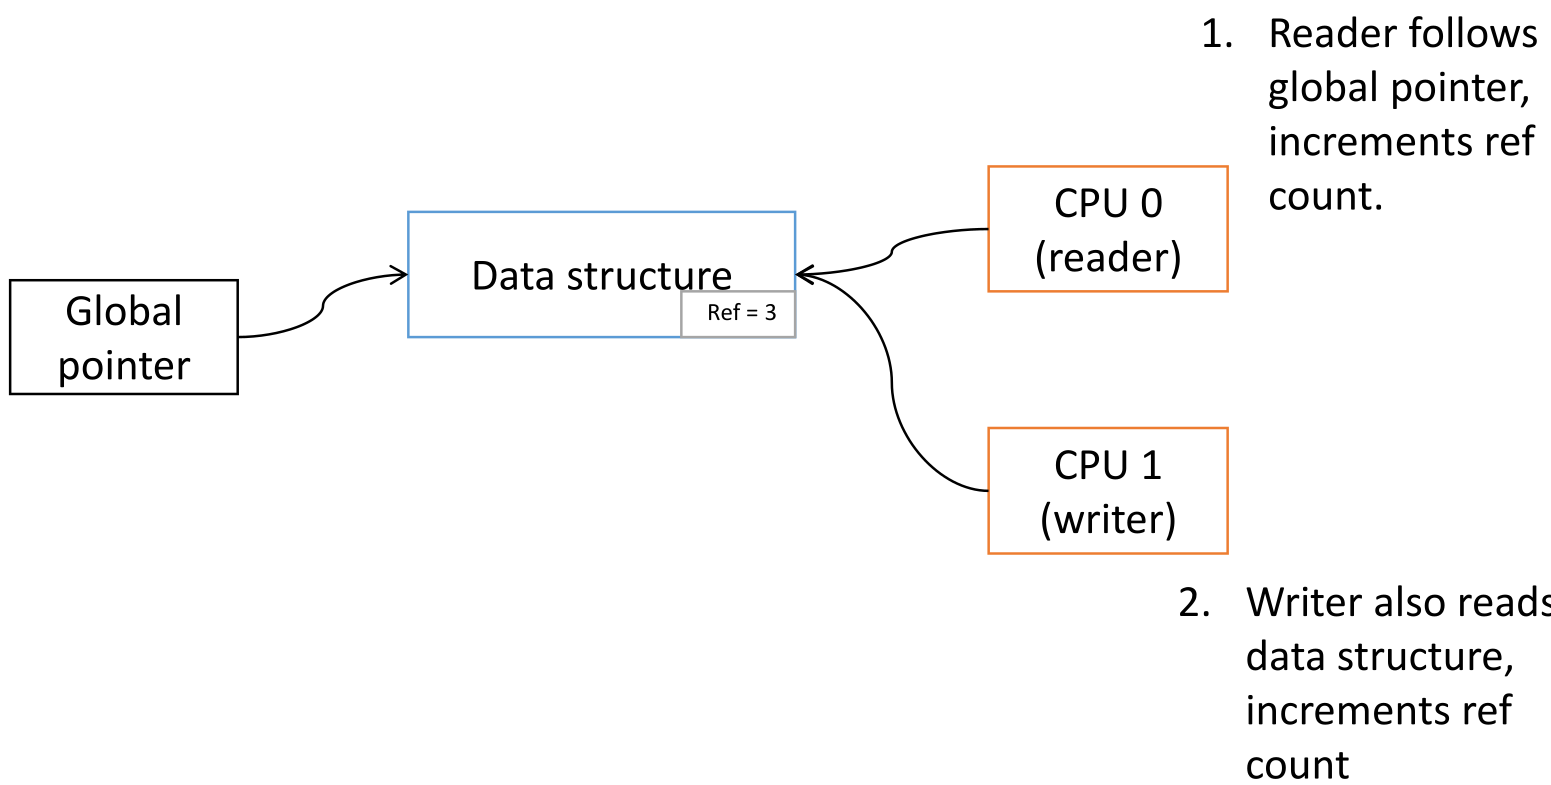 1. Reader follows
global pointer,
increments ref
count.
CPU 0
(reader)
Data structure
Ref = 3
Global
pointer
CPU 1
(writer)
2. Writer also reads
data structure,
increments ref
count